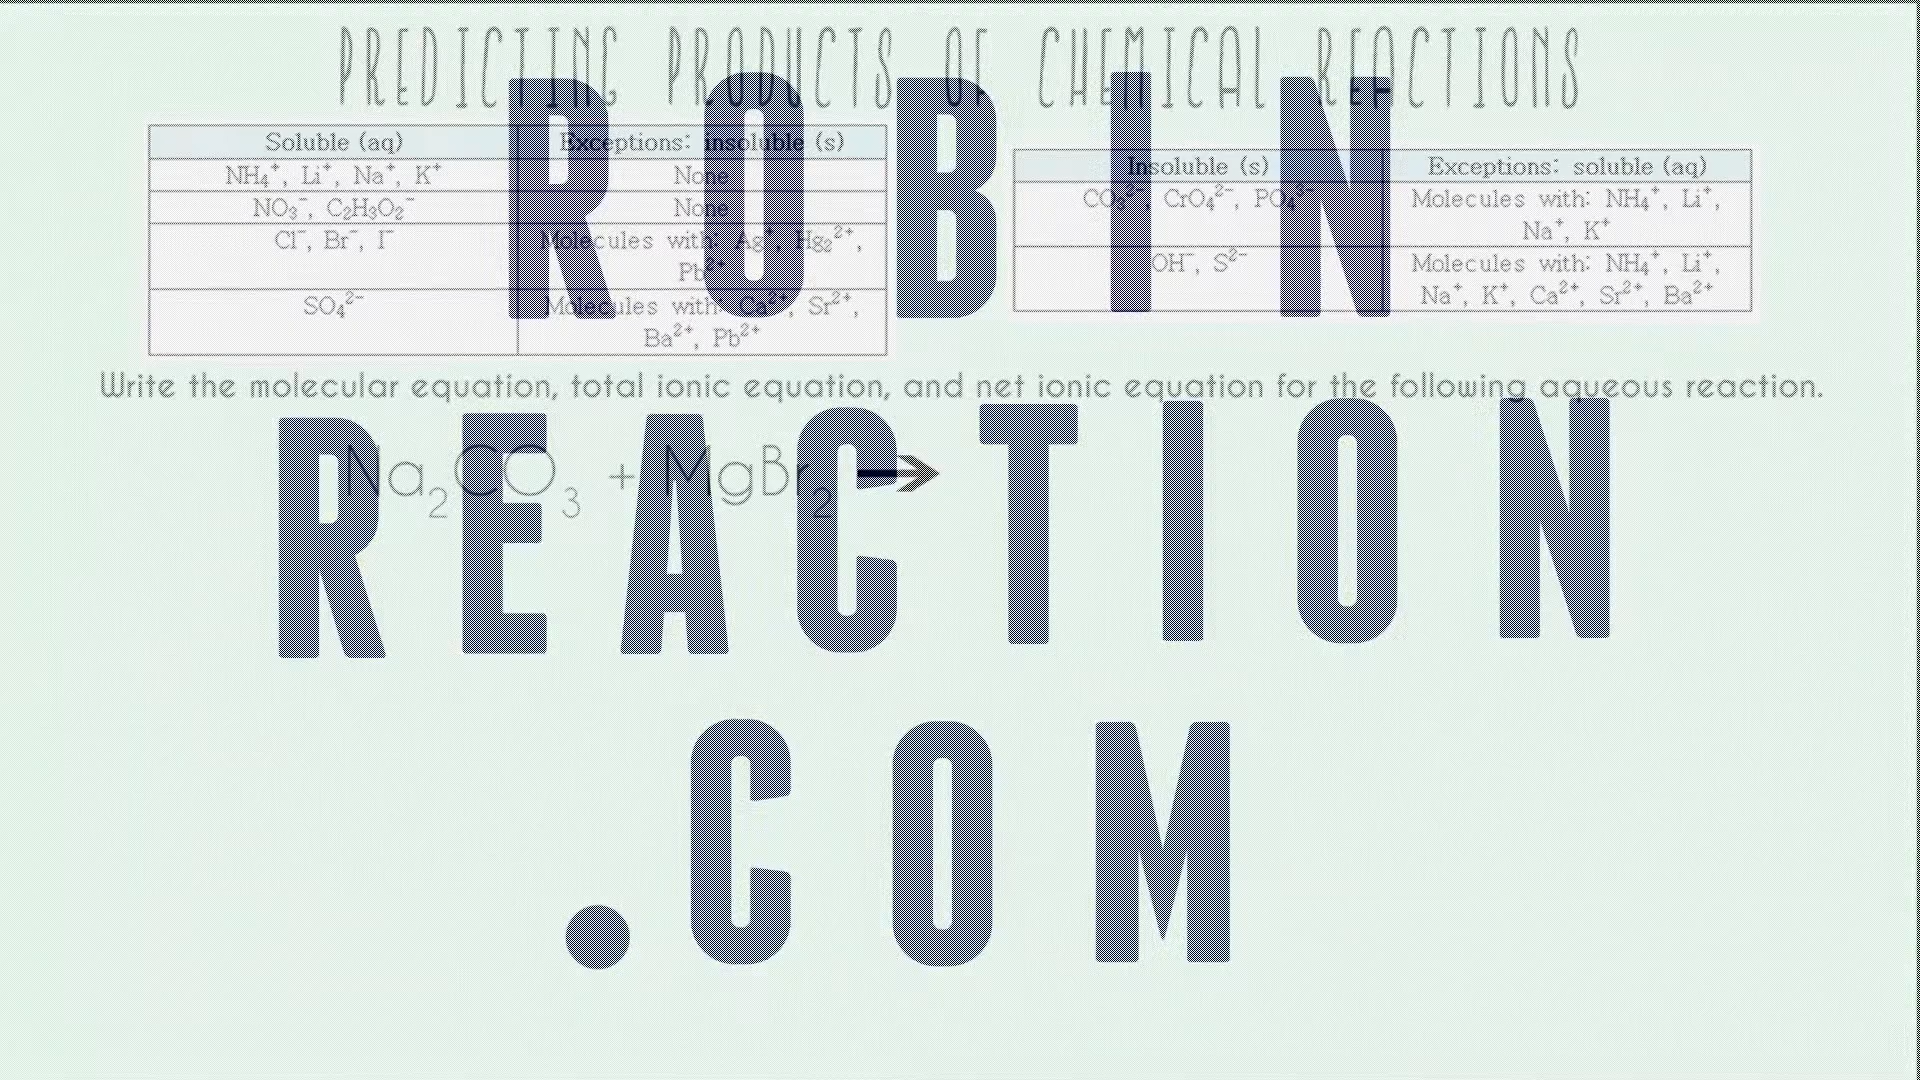 PREDICTING PRODUCTS OF CHEMICAL REACTIONS
Soluble (aq) Exceptions: insoluble (s)
NH₄⁺, Li⁺, Na⁺, K⁺ None
NO₃⁻, C₂H₃O₂⁻ None
Cl⁻, Br⁻, I⁻ Molecules with: Ag⁺, Hg₂²⁺,
Pb²⁺
SO₄²⁻ Molecules with: Ca²⁺, Sr²⁺,
Ba²⁺, Pb²⁺
Insoluble (s) Exceptions: soluble (aq)
CO₃²⁻, CrO₄²⁻, PO₄³⁻ Molecules with: NH₄⁺, Li⁺,
Na⁺, K⁺
OH⁻, S²⁻ Molecules with: NH₄⁺, Li⁺,
Na⁺, K⁺, Ca²⁺, Sr²⁺, Ba²⁺
Write the molecular equation, total ionic equation, and net ionic equation for the following aqueous reaction.
Na₂CO₃ + MgBr₂ →
ROBIN
REACTION
.COM